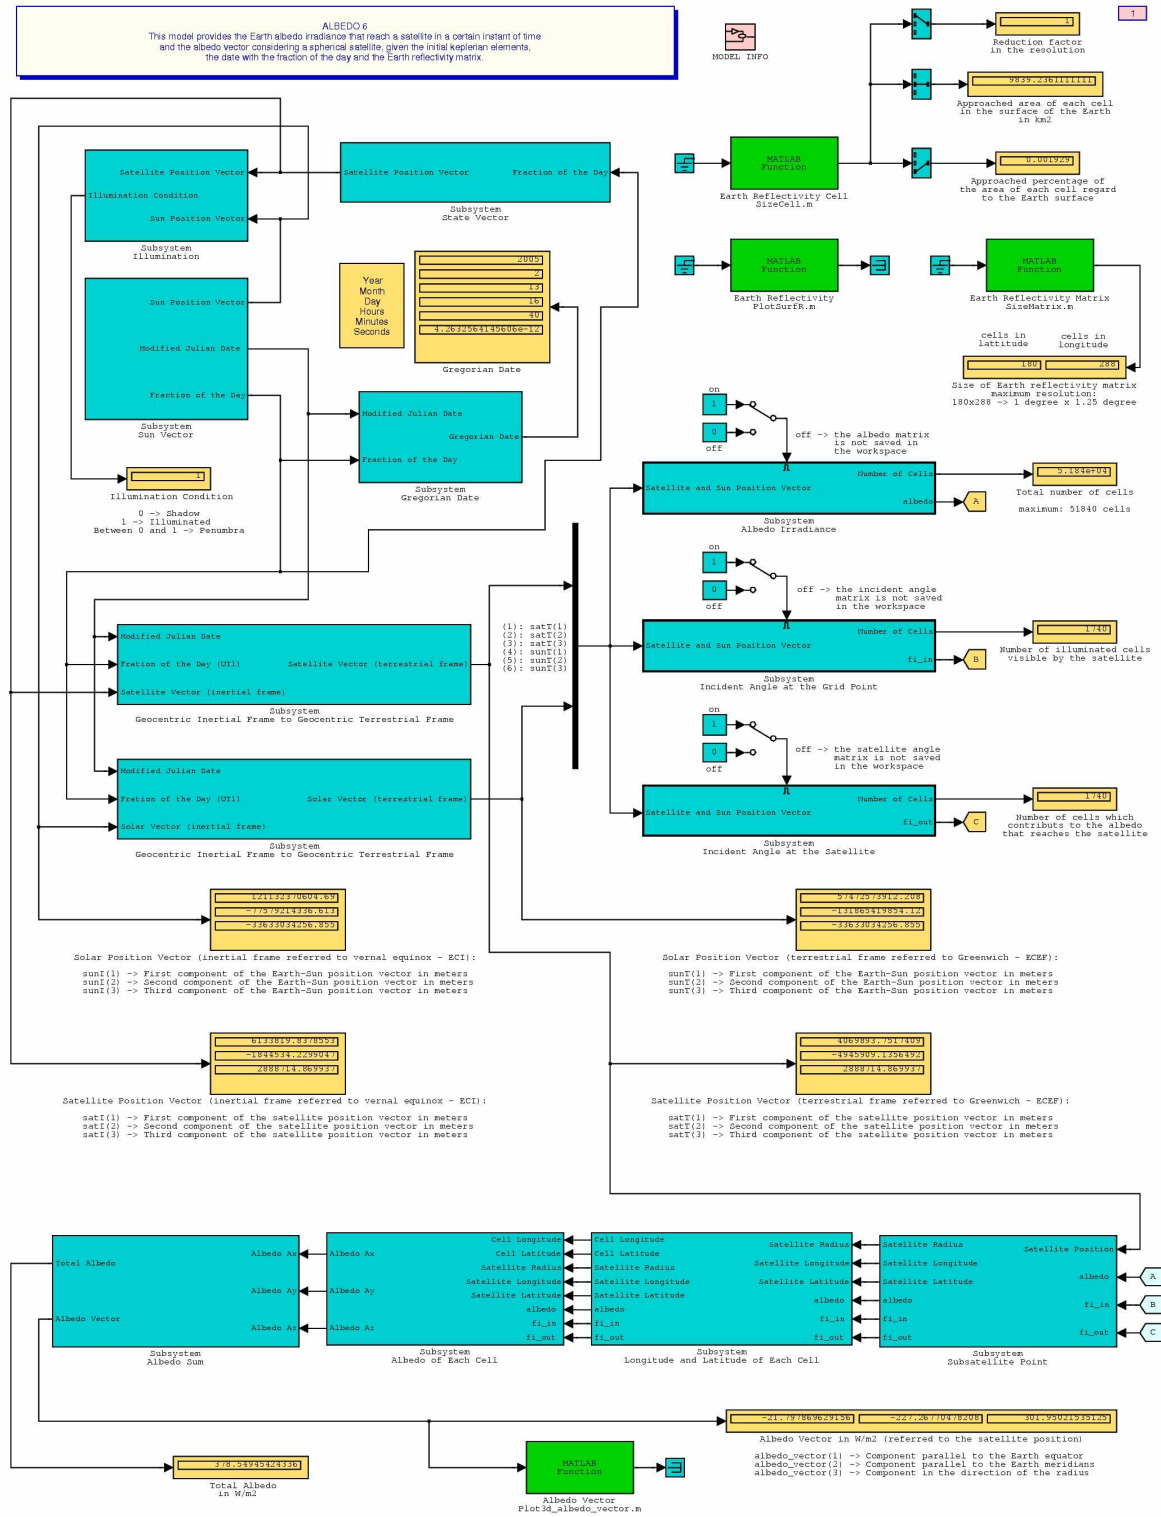 ALBEDO 6
This model provides the Earth albedo irradiance that reach a satellite in a certain instant of time
and the albedo vector considering a spherical satellite, given the initial keplerian elements,
the date with the fraction of the day and the Earth reflectivity matrix.
MODEL INFO
1
1
Reduction factor
in the resolution
9839.2361111111
Approached area of each cell
in the surface of the Earth
in km2
0.001929
Approached percentage of
the area of each cell regard
to the Earth surface
MATLAB
Function
Earth Reflectivity Cell
SizeCell.m
Satellite Position Vector
Illumination Condition
Sun Position Vector
Subsystem
Illumination
Satellite Position Vector
Fraction of the Day
Subsystem
State Vector
Sun Position Vector
Modified Julian Date
Fraction of the Day
Subsystem
Sun Vector
Year
Month
Day
Hours
Minutes
Seconds
2005
2
13
16
40
4.2632564145606e-12
Gregorian Date
MATLAB
Function
Earth Reflectivity
PlotSurfR.m
MATLAB
Function
Earth Reflectivity Matrix
SizeMatrix.m
cells in
lattitude
cells in
longitude
180
288
Size of Earth reflectivity matrix
maximum resolution:
180x288 -> 1 degree x 1.25 degree
Modified Julian Date
Gregorian Date
Fraction of the Day
Subsystem
Gregorian Date
1
Illumination Condition
0 -> Shadow
1 -> Illuminated
Between 0 and 1 -> Penumbra
on
1
0
off
off -> the albedo matrix
is not saved in
the workspace
Satellite and Sun Position Vector
Number of Cells
albedo
Subsystem
Albedo Irradiance
5.184e+04
Total number of cells
maximum: 51840 cells
A
on
1
0
off
off -> the incident angle
matrix is not saved
in the workspace
Satellite and Sun Position Vector
Number of Cells
fi_in
Subsystem
Incident Angle at the Grid Point
1740
Number of illuminated cells
visible by the satellite
B
on
1
0
off
off -> the satellite angle
matrix is not saved
in the workspace
Satellite and Sun Position Vector
Number of Cells
fi_out
Subsystem
Incident Angle at the Satellite
1740
Number of cells which
contributes to the albedo
that reaches the satellite
C
(1): satT(1)
(2): satT(2)
(3): satT(3)
(4): sunT(1)
(5): sunT(2)
(6): sunT(3)
Modified Julian Date
Fration of the Day (UT1)
Satellite Vector (terrestrial frame)
Satellite Vector (inertial frame)
Subsystem
Geocentric Inertial Frame to Geocentric Terrestrial Frame
Modified Julian Date
Fration of the Day (UT1)
Solar Vector (terrestrial frame)
Solar Vector (inertial frame)
Subsystem
Geocentric Inertial Frame to Geocentric Terrestrial Frame
121132370604.69
-77579214336.613
-33633034256.855
Solar Position Vector (inertial frame referred to vernal equinox - ECI):
sunI(1) -> First component of the Earth-Sun position vector in meters
sunI(2) -> Second component of the Earth-Sun position vector in meters
sunI(3) -> Third component of the Earth-Sun position vector in meters
57472573912.208
-131865419854.12
-33633034256.855
Solar Position Vector (terrestrial frame referred to Greenwich - ECEF):
sunT(1) -> First component of the Earth-Sun position vector in meters
sunT(2) -> Second component of the Earth-Sun position vector in meters
sunT(3) -> Third component of the Earth-Sun position vector in meters
6133819.8378553
-1844534.2299047
2888714.869937
Satellite Position Vector (inertial frame referred to vernal equinox - ECI):
satI(1) -> First component of the satellite position vector in meters
satI(2) -> Second component of the satellite position vector in meters
satI(3) -> Third component of the satellite position vector in meters
4069893.7517409
-4945909.1356492
2888714.869937
Satellite Position Vector (terrestrial frame referred to Greenwich - ECEF):
satT(1) -> First component of the satellite position vector in meters
satT(2) -> Second component of the satellite position vector in meters
satT(3) -> Third component of the satellite position vector in meters
Total Albedo
Albedo Vector
Albedo Ax
Albedo Ay
Albedo Az
Subsystem
Albedo Sum
Albedo Ax
Albedo Ay
Albedo Az
Cell Longitude
Cell Latitude
Satellite Radius
Satellite Longitude
Satellite Latitude
albedo
fi_in
fi_out
Subsystem
Albedo of Each Cell
Cell Longitude
Cell Latitude
Satellite Radius
Satellite Longitude
Satellite Latitude
albedo
fi_in
fi_out
Satellite Radius
Satellite Longitude
Satellite Latitude
albedo
fi_in
fi_out
Subsystem
Longitude and Latitude of Each Cell
Satellite Radius
Satellite Longitude
Satellite Latitude
albedo
fi_in
fi_out
Satellite Position
albedo
fi_in
fi_out
Subsystem
Subsatellite Point
A
B
C
-21.797869629156
-227.26770478208
301.95021535125
Albedo Vector in W/m2 (referred to the satellite position)
albedo_vector(1) -> Component parallel to the Earth equator
albedo_vector(2) -> Component parallel to the Earth meridians
albedo_vector(3) -> Component in the direction of the radius
378.54945424336
Total Albedo
in W/m2
MATLAB
Function
Albedo Vector
Plot3d_albedo_vector.m